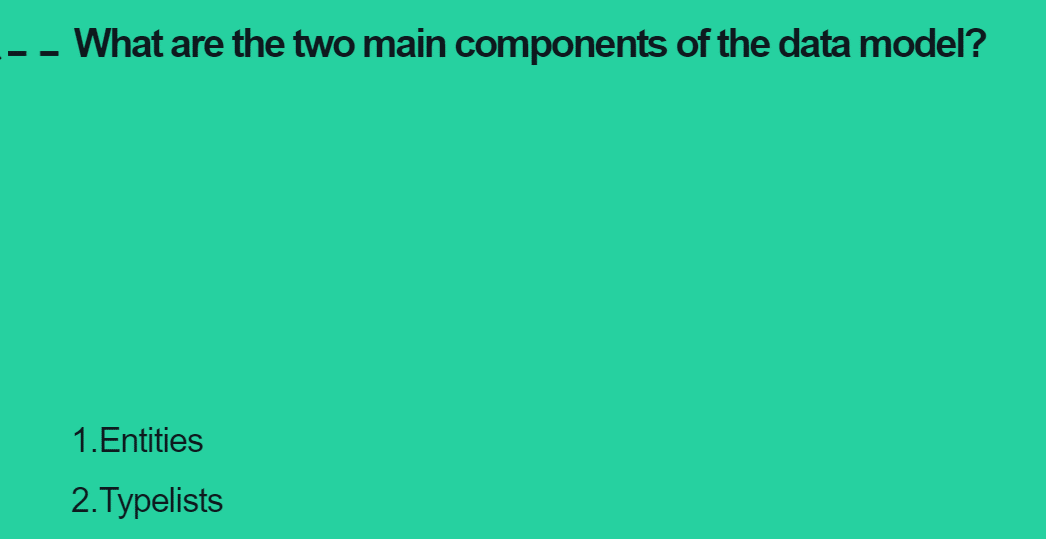 What are the two main components of the data model?
1.Entities
2.Typelists